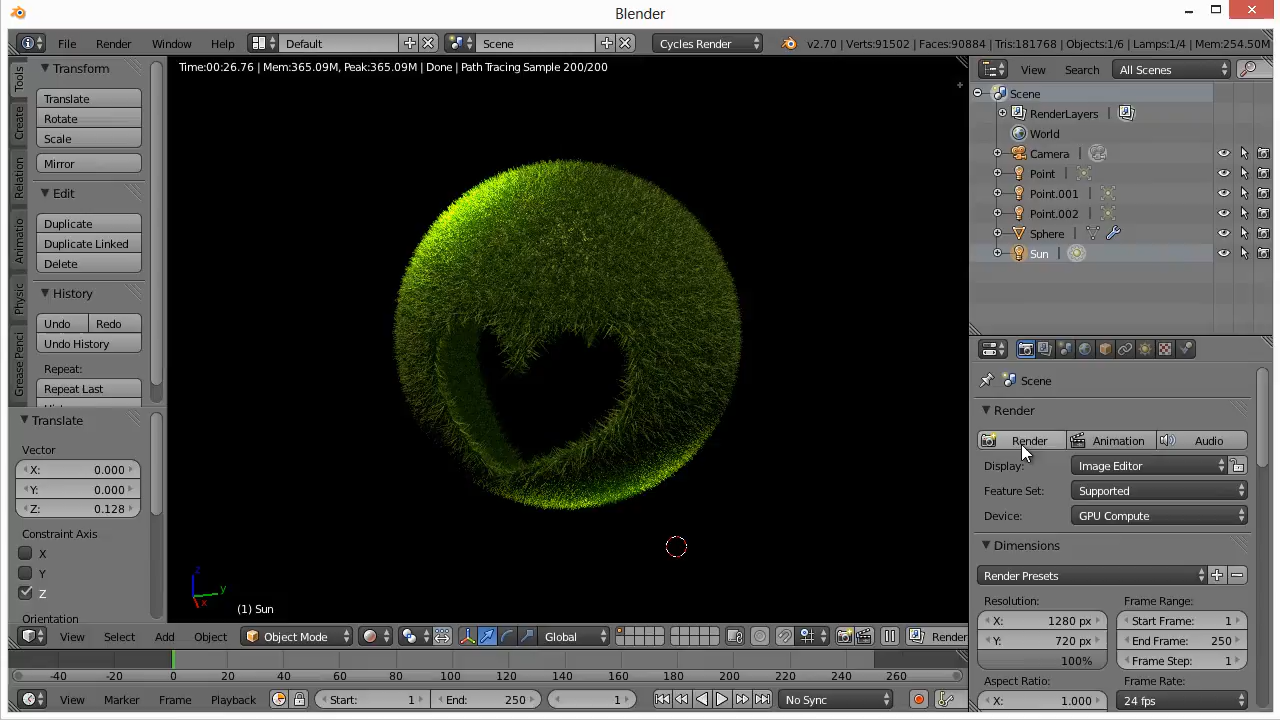 Blender
File Render Window Help Default Scene Cycles Render v2.70 | Verts:91502 | Faces:90884 | Tris:181768 | Objects:1/6 | Lamps:1/4 | Mem:254.50M
Time:00:26.76 | Mem:365.09M, Peak:365.09M | Done | Path Tracing Sample 200/200
Tools
Create
Relation
Animatio
Physic
Grease Penci
Transform
Translate
Rotate
Scale
Mirror
Edit
Duplicate
Duplicate Linked
Delete
History
Undo Redo
Undo History
Repeat:
Repeat Last
Translate
Vector
X: 0.000
Y: 0.000
Z: 0.128
Constraint Axis
X
Y
Z
Orientation
z
y
x
(1) Sun
View Select Add Object Object Mode Global Render
-40 -20 0 20 40 60 80 100 120 140 160 180 200 220 240 260
View Marker Frame Playback Start: 1 End: 250 1 No Sync
View Search All Scenes
Scene
RenderLayers |
World
Camera |
Point |
Point.001 |
Point.002 |
Sphere |
Sun |
Scene
Render
Render Animation Audio
Display: Image Editor
Feature Set: Supported
Device: GPU Compute
Dimensions
Render Presets
Resolution: Frame Range:
X: 1280 px Start Frame: 1
Y: 720 px End Frame: 250
100% Frame Step: 1
Aspect Ratio: Frame Rate:
X: 1.000 24 fps